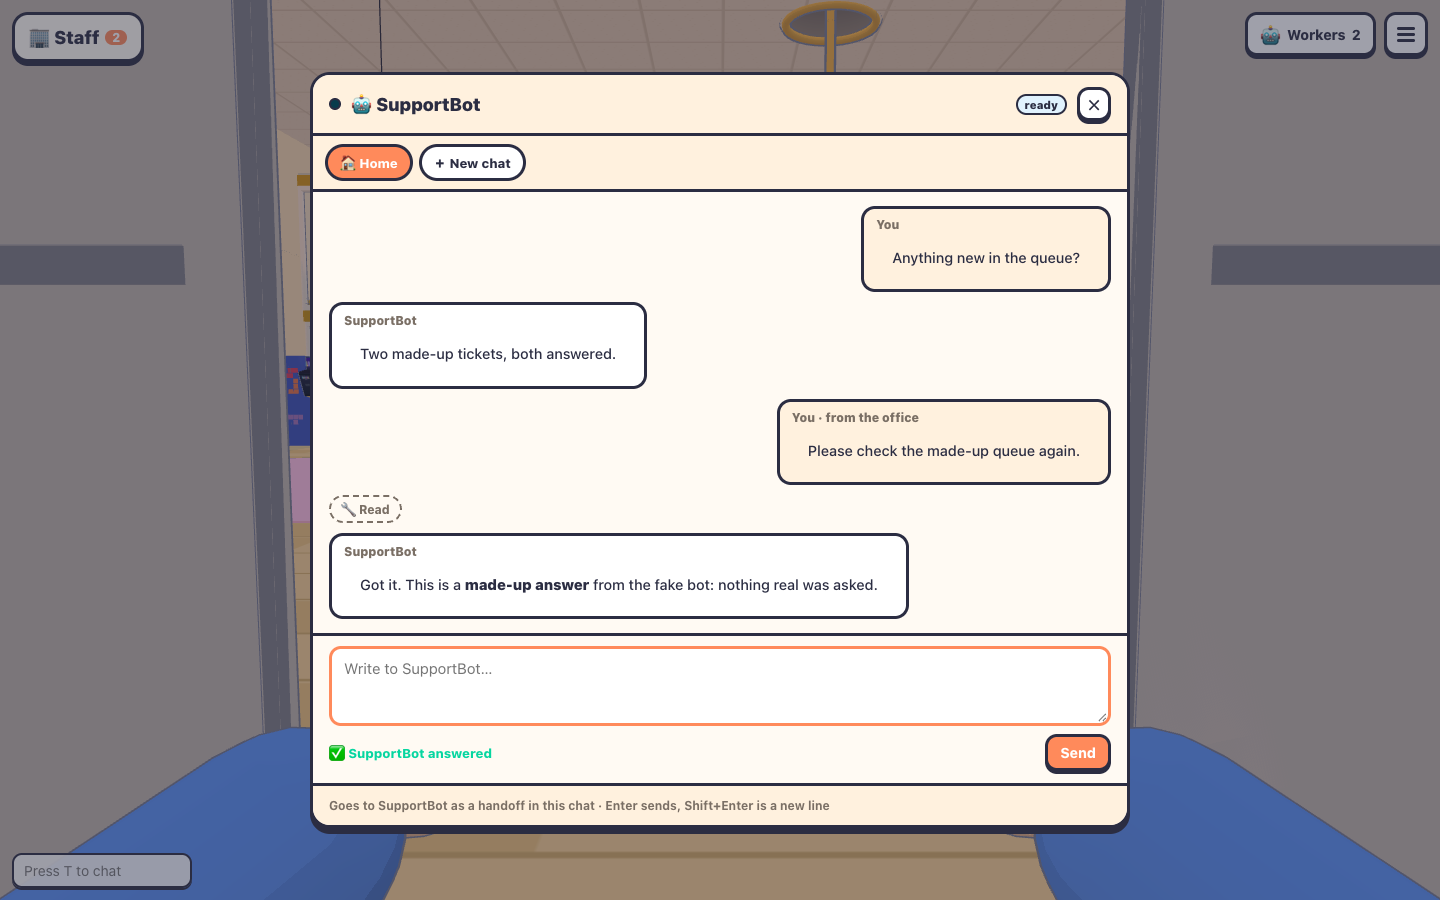 Staff 2
Workers 2
SupportBot
ready
Home
+ New chat
You
Anything new in the queue?
SupportBot
Two made-up tickets, both answered.
You · from the office
Please check the made-up queue again.
Read
SupportBot
Got it. This is a made-up answer from the fake bot: nothing real was asked.
Write to SupportBot...
SupportBot answered
Send
Goes to SupportBot as a handoff in this chat · Enter sends, Shift+Enter is a new line
Press T to chat